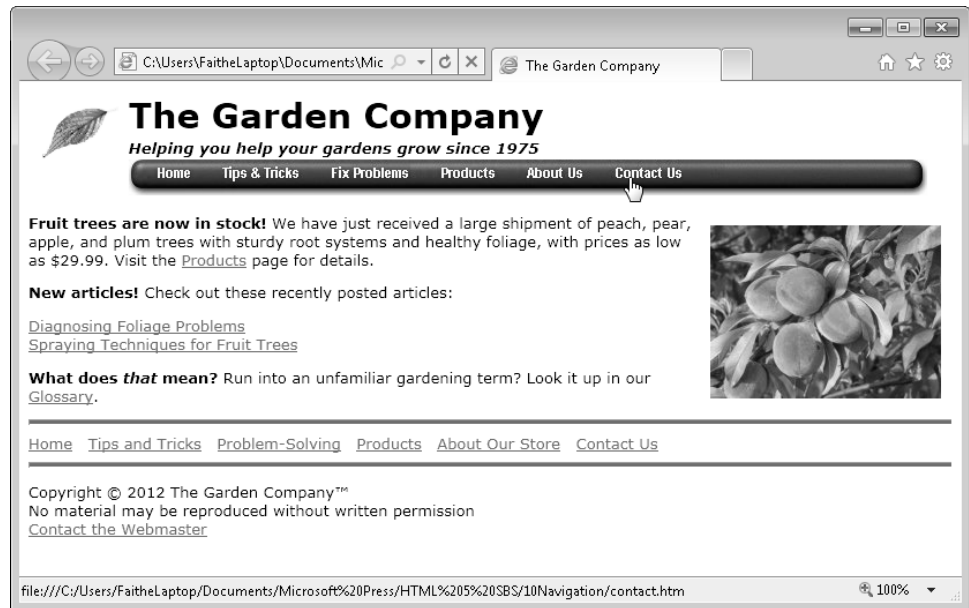 C:\Users\FaitheLaptop\Documents\Mic
The Garden Company
The Garden Company
Helping you help your gardens grow since 1975
Home Tips & Tricks Fix Problems Products About Us Contact Us
Fruit trees are now in stock! We have just received a large shipment of peach, pear,
apple, and plum trees with sturdy root systems and healthy foliage, with prices as low
as $29.99. Visit the Products page for details.
New articles! Check out these recently posted articles:
Diagnosing Foliage Problems
Spraying Techniques for Fruit Trees
What does that mean? Run into an unfamiliar gardening term? Look it up in our
Glossary.
Home Tips and Tricks Problem-Solving Products About Our Store Contact Us
Copyright © 2012 The Garden Company™
No material may be reproduced without written permission
Contact the Webmaster
file:///C:/Users/FaitheLaptop/Documents/Microsoft%20Press/HTML%205%20SBS/10Navigation/contact.htm
100%